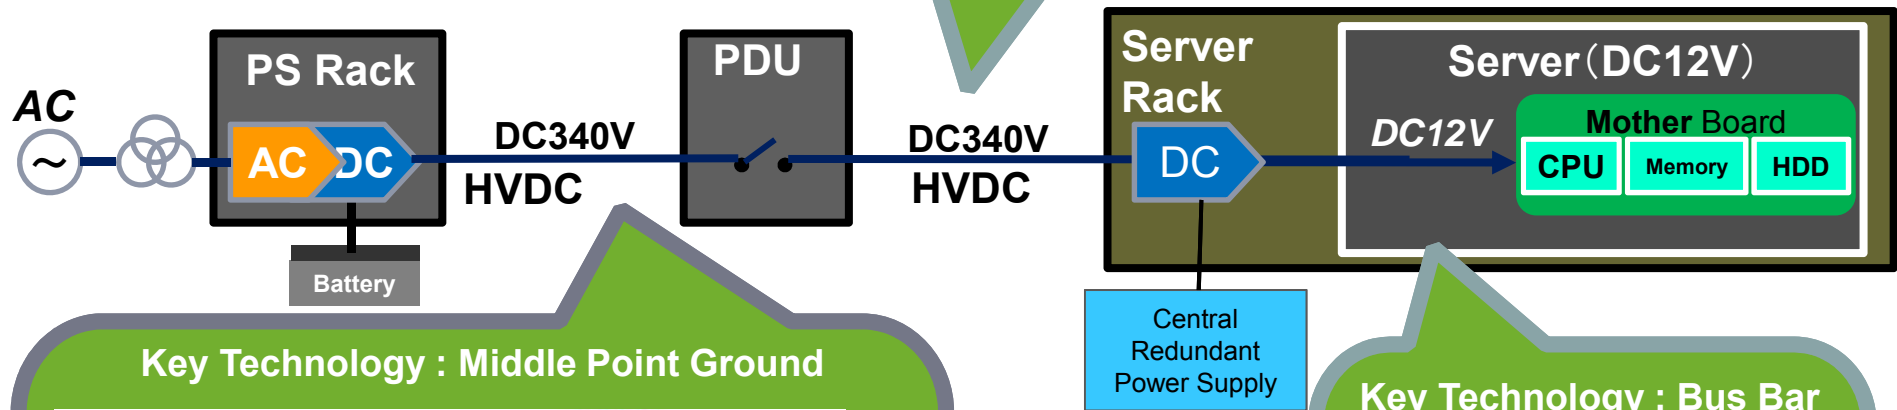 AC
PS Rack
AC
DC
Battery
DC340V
HVDC
PDU
DC340V
HVDC
Server
Rack
DC
Server（DC12V）
DC12V
Mother Board
CPU
Memory
HDD
Central
Redundant
Power Supply
Key Technology : Middle Point Ground
Key Technology : Bus Bar